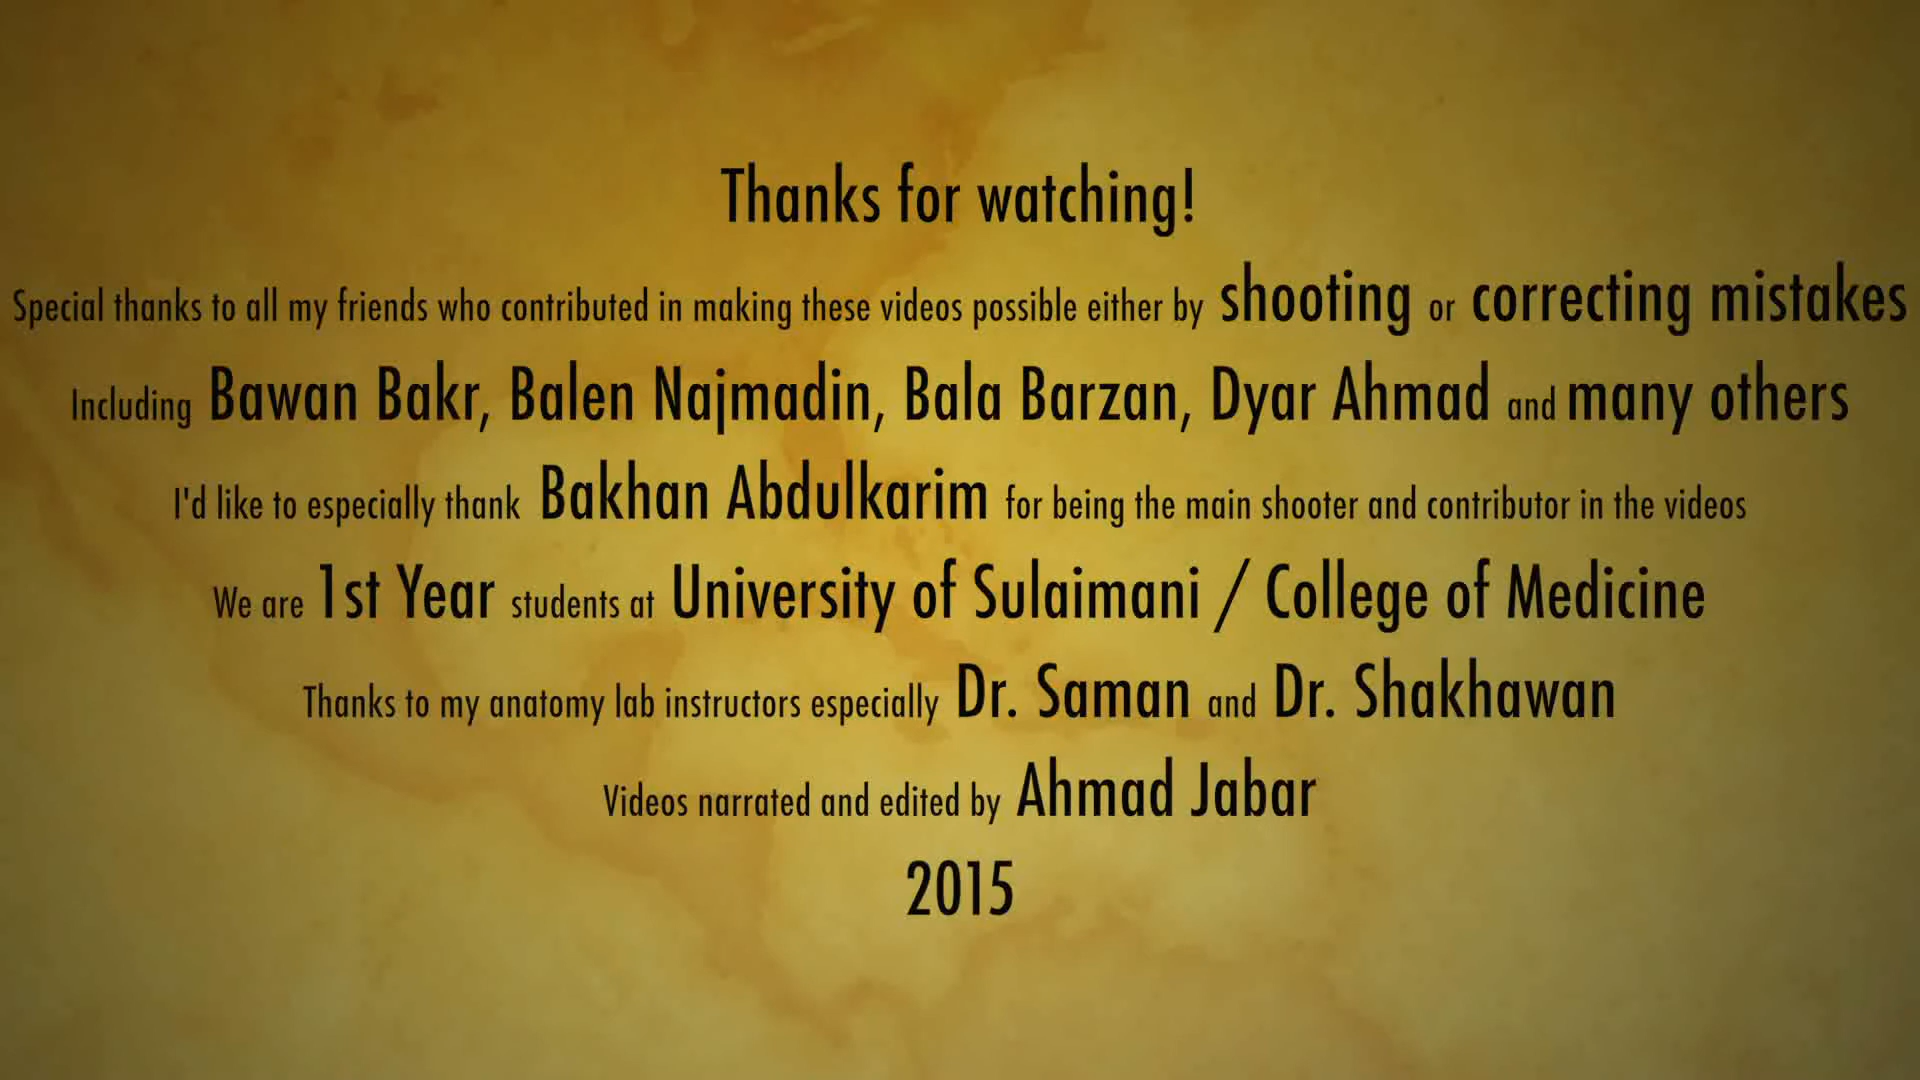 Thanks for watching!
Special thanks to all my friends who contributed in making these videos possible either by shooting or correcting mistakes
Including Bawan Bakr, Balen Najmadin, Bala Barzan, Dyar Ahmad and many others
I'd like to especially thank Bakhan Abdulkarim for being the main shooter and contributor in the videos
We are 1st Year students at University of Sulaimani / College of Medicine
Thanks to my anatomy lab instructors especially Dr. Saman and Dr. Shakhawan
Videos narrated and edited by Ahmad Jabar
2015